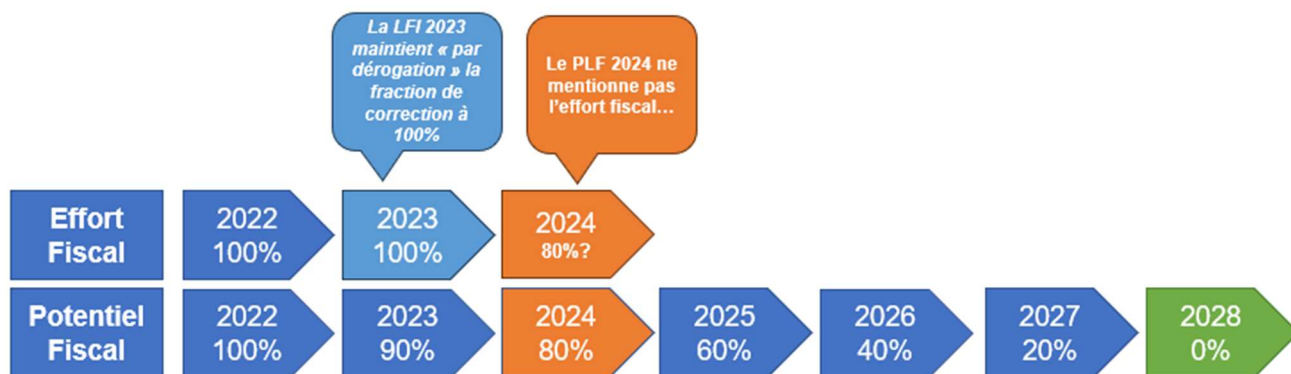 La LFI 2023
maintient « par
dérogation » la
fraction de
correction à
100%
Le PLF 2024 ne
mentionne pas
l’effort fiscal…
Effort
Fiscal
2022
100%
2023
100%
2024
80%?
Potentiel
Fiscal
2022
100%
2023
90%
2024
80%
2025
60%
2026
40%
2027
20%
2028
0%